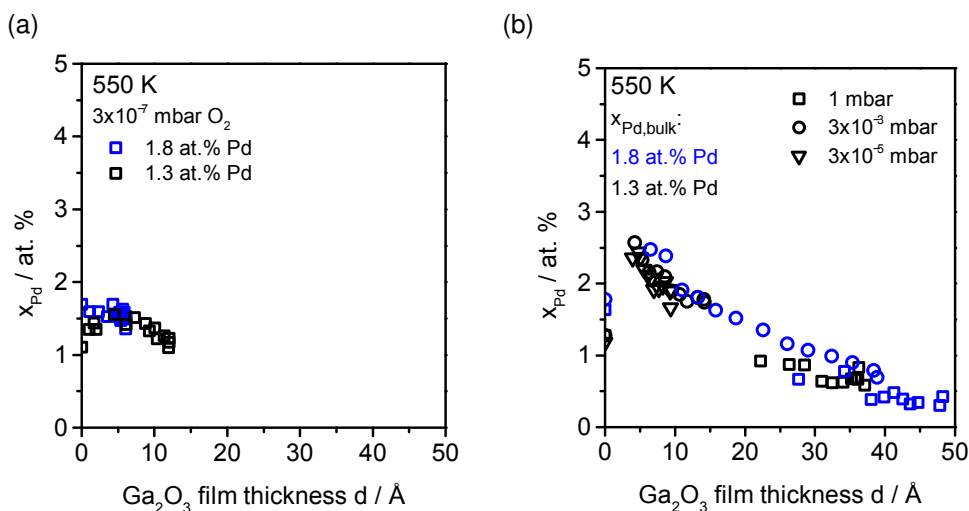 (a)
5
4
3
2
1
0
x_Pd / at. %
550 K
3x10⁻⁷ mbar O₂
1.8 at.% Pd
1.3 at.% Pd
0 10 20 30 40 50
Ga₂O₃ film thickness d / Å
(b)
5
4
3
2
1
0
x_Pd / at. %
550 K
x_Pd,bulk:
1.8 at.% Pd
1.3 at.% Pd
1 mbar
3x10⁻³ mbar
3x10⁻⁵ mbar
0 10 20 30 40 50
Ga₂O₃ film thickness d / Å